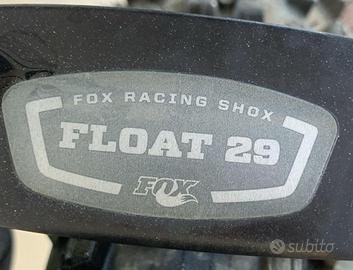 FOX RACING SHOX
FLOAT 29
FOX
subito